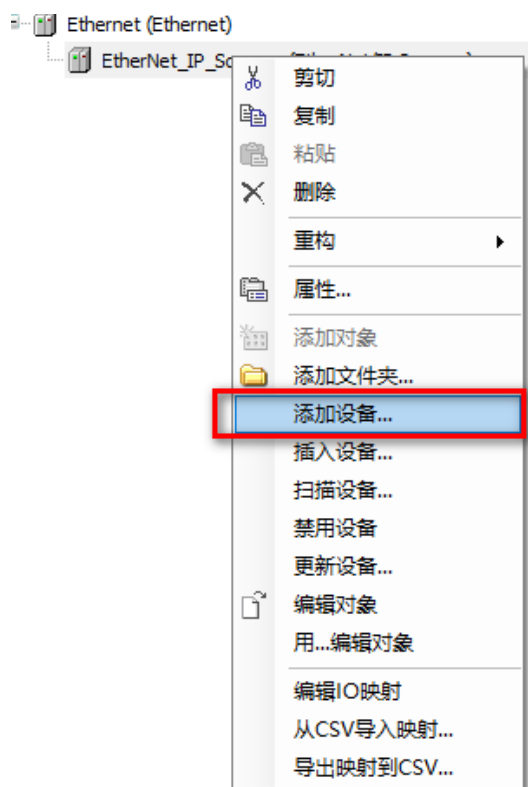 Ethernet (Ethernet)
EtherNet_IP_Sc
剪切
复制
粘贴
删除
重构
属性...
添加对象
添加文件夹...
添加设备...
插入设备...
扫描设备...
禁用设备
更新设备...
编辑对象
用...编辑对象
编辑IO映射
从CSV导入映射...
导出映射到CSV...